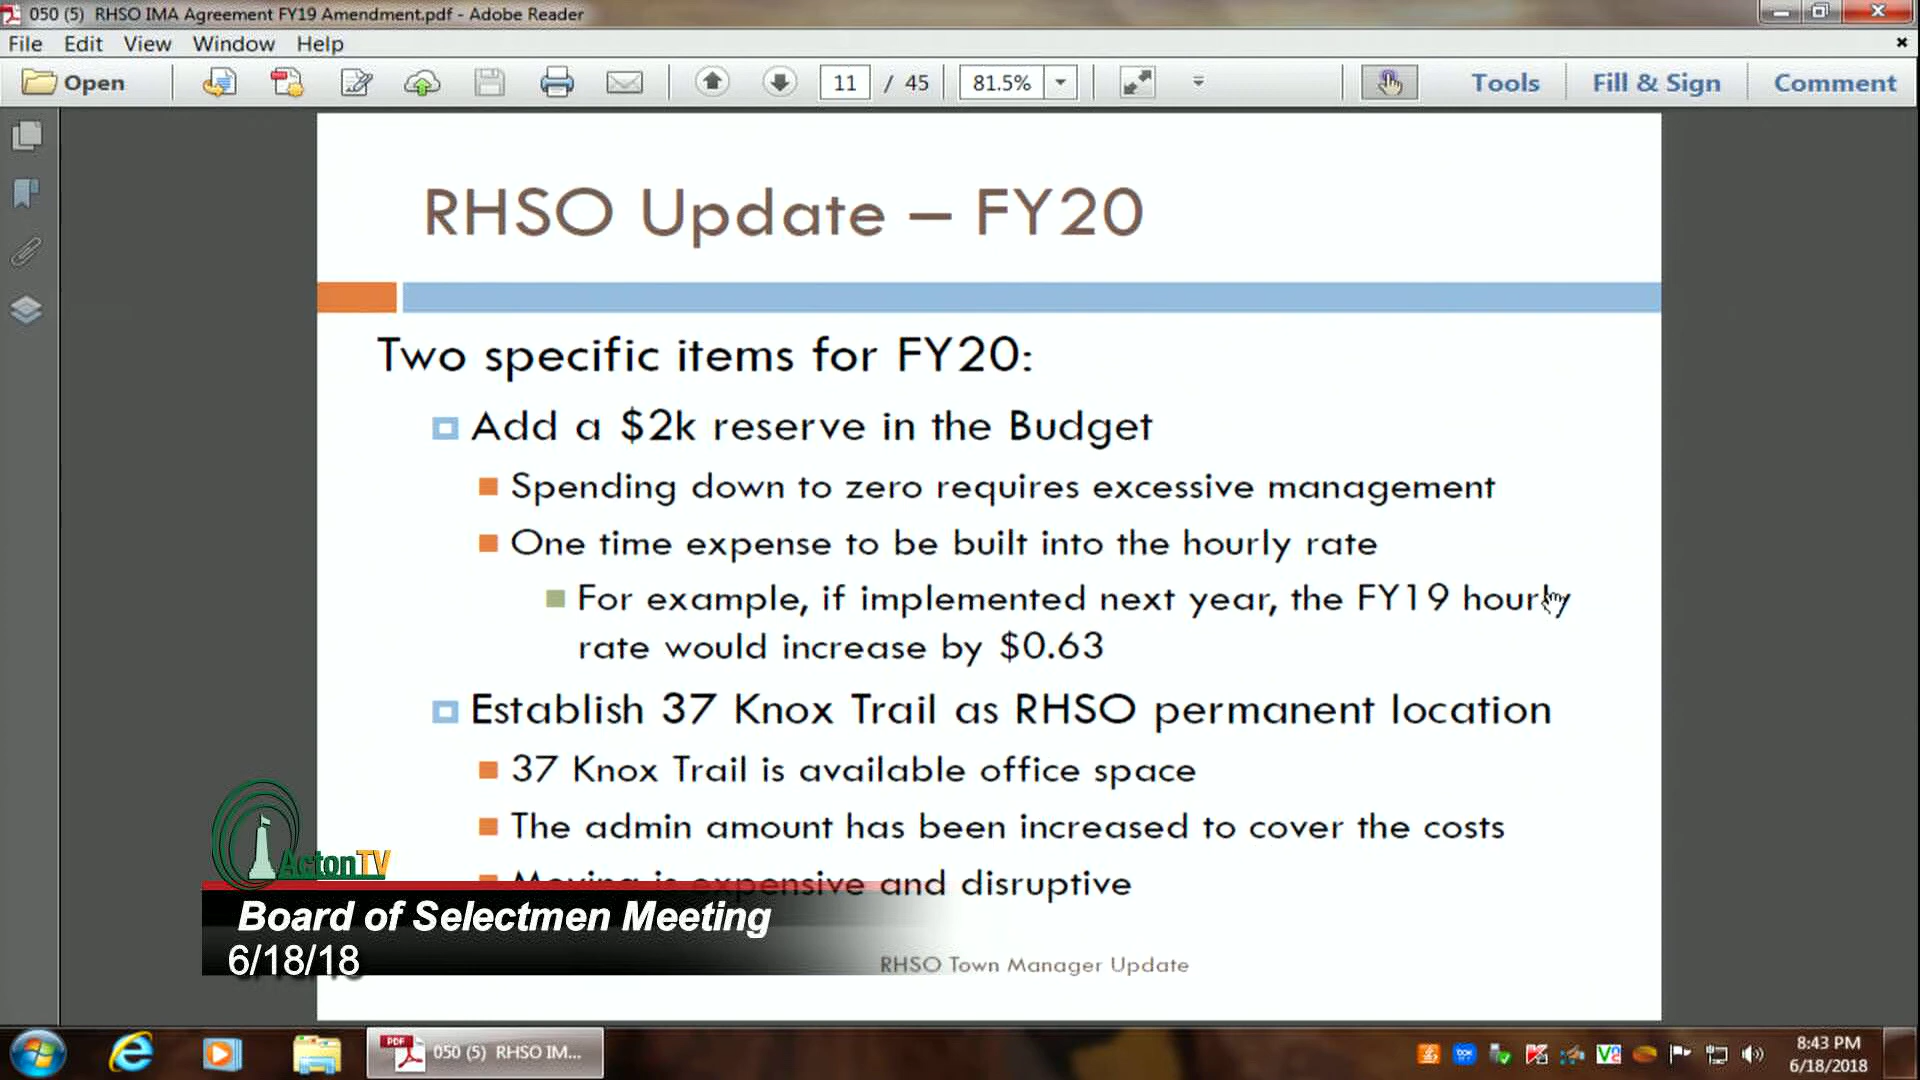 050 (5) RHSO IMA Agreement FY19 Amendment.pdf - Adobe Reader
File Edit View Window Help
Open 11 / 45 81.5% Tools Fill & Sign Comment
RHSO Update – FY20
Two specific items for FY20:
Add a $2k reserve in the Budget
Spending down to zero requires excessive management
One time expense to be built into the hourly rate
For example, if implemented next year, the FY19 hourly
rate would increase by $0.63
Establish 37 Knox Trail as RHSO permanent location
37 Knox Trail is available office space
The admin amount has been increased to cover the costs
Moving is expensive and disruptive
ActonTV
Board of Selectmen Meeting
6/18/18
RHSO Town Manager Update
PDF 050 (5) RHSO IM...
8:43 PM
6/18/2018